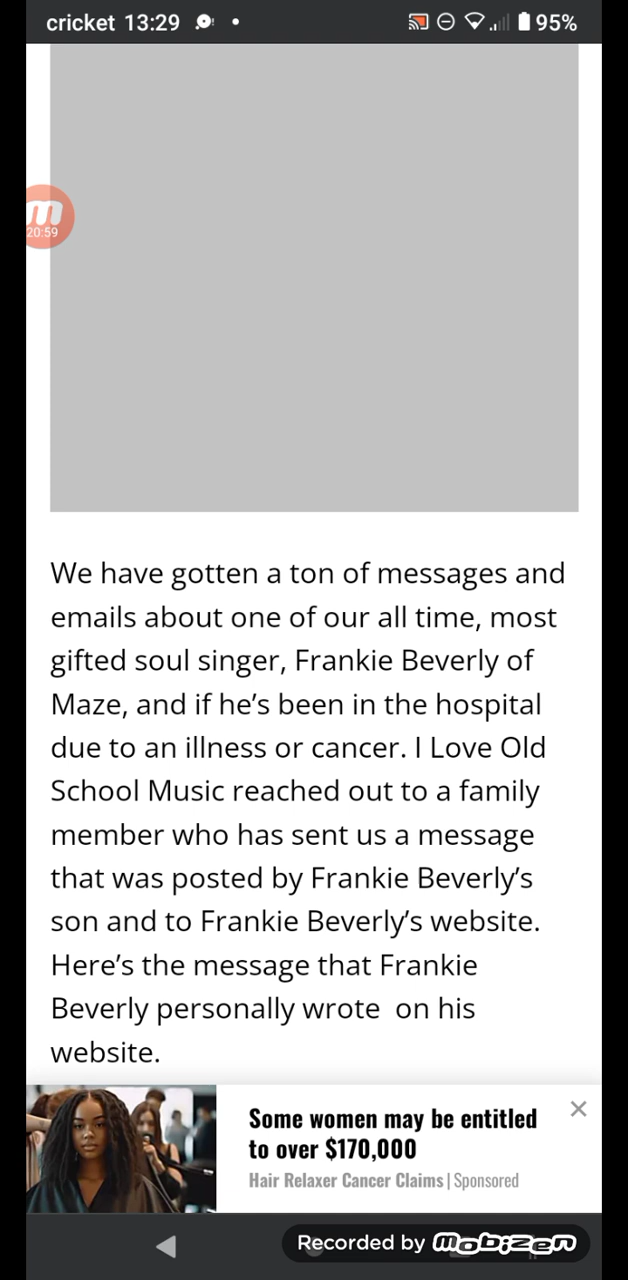 cricket 13:29 95%
m
20:59
We have gotten a ton of messages and
emails about one of our all time, most
gifted soul singer, Frankie Beverly of
Maze, and if he’s been in the hospital
due to an illness or cancer. I Love Old
School Music reached out to a family
member who has sent us a message
that was posted by Frankie Beverly’s
son and to Frankie Beverly’s website.
Here’s the message that Frankie
Beverly personally wrote  on his
website.
Some women may be entitled
to over $170,000
Hair Relaxer Cancer Claims | Sponsored
Recorded by mobizen